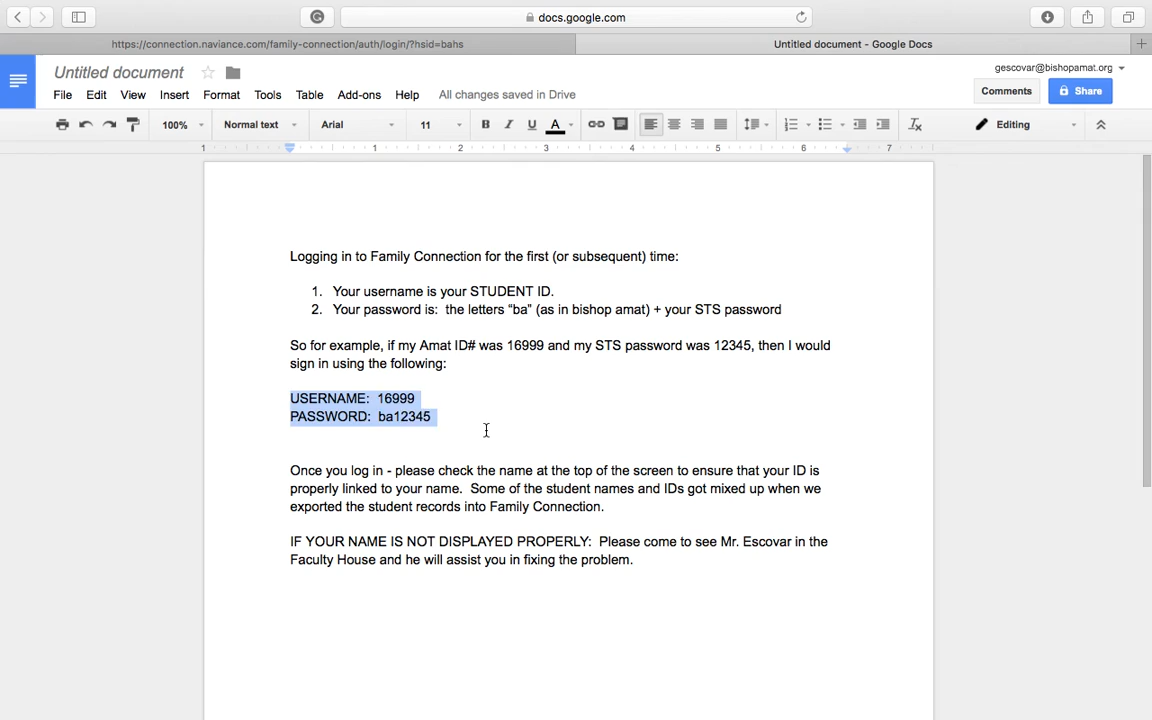 docs.google.com
https://connection.naviance.com/family-connection/auth/login/?hsid=bahs
Untitled document - Google Docs
Untitled document
gescovar@bishopamat.org
File Edit View Insert Format Tools Table Add-ons Help All changes saved in Drive
Comments
Share
100% Normal text Arial 11 B I U A Editing
1 1 2 3 4 5 6 7
Logging in to Family Connection for the first (or subsequent) time:
1. Your username is your STUDENT ID.
2. Your password is: the letters “ba” (as in bishop amat) + your STS password
So for example, if my Amat ID# was 16999 and my STS password was 12345, then I would
sign in using the following:
USERNAME: 16999
PASSWORD: ba12345
Once you log in - please check the name at the top of the screen to ensure that your ID is
properly linked to your name. Some of the student names and IDs got mixed up when we
exported the student records into Family Connection.
IF YOUR NAME IS NOT DISPLAYED PROPERLY: Please come to see Mr. Escovar in the
Faculty House and he will assist you in fixing the problem.